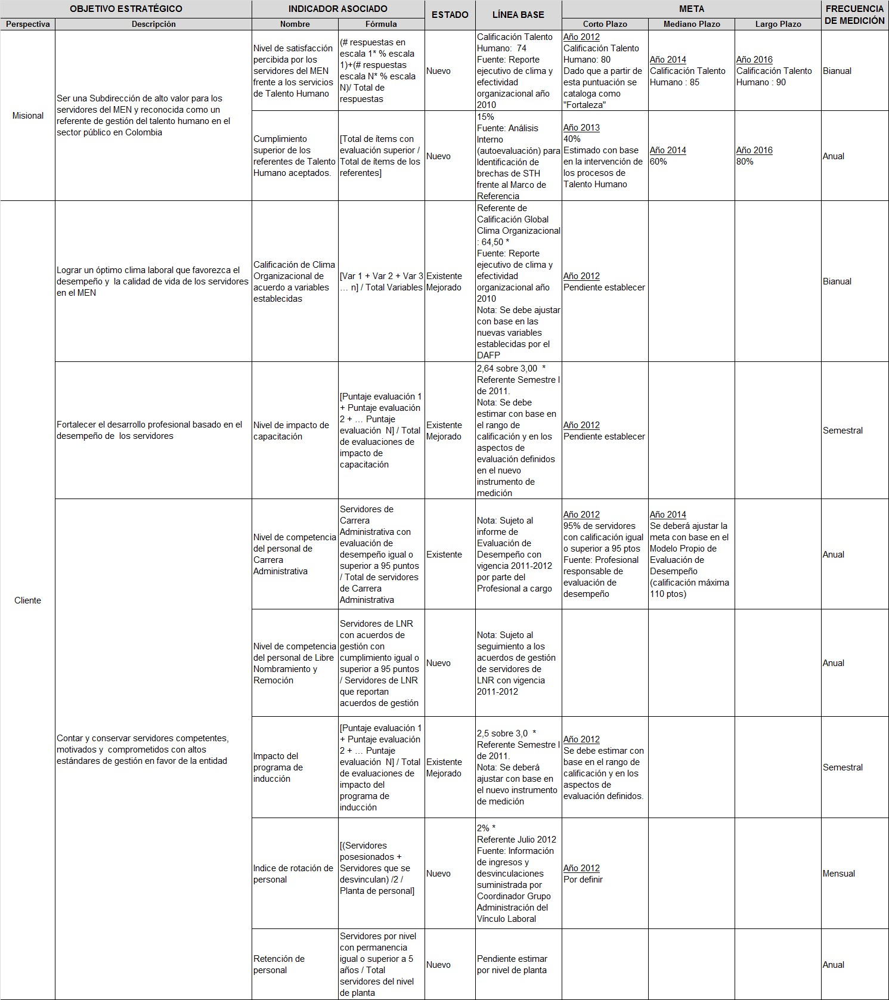 OBJETIVO ESTRATÉGICO
INDICADOR ASOCIADO
ESTADO
LÍNEA BASE
META
FRECUENCIA
DE MEDICIÓN
Perspectiva
Descripción
Nombre
Fórmula
Corto Plazo
Mediano Plazo
Largo Plazo
Misional
Ser una Subdirección de alto valor para los
servidores del MEN y reconocida como un
referente de gestión del talento humano en el
sector público en Colombia
Nivel de satisfacción
percibida por los
servidores del MEN
frente a los servicios
de Talento Humano
(# respuestas en
escala 1* % escala
1)+(# respuestas
escala N* % escala
N)/ Total de
respuestas
Nuevo
Calificación Talento
Humano:  74
Fuente: Reporte
ejecutivo de clima y
efectividad
organizacional año
2010
Año 2012
Calificación Talento
Humano: 80
Dado que a partir de
esta puntuación se
cataloga como
"Fortaleza"
Año 2014
Calificación Talento
Humano : 85
Año 2016
Calificación Talento
Humano : 90
Bianual
Cumplimiento
superior de los
referentes de Talento
Humano aceptados.
[Total de ítems con
evaluación superior /
Total de ítems de los
referentes]
Nuevo
15%
Fuente: Análisis
Interno
(autoevaluación) para
Identificación de
brechas de STH
frente al Marco de
Referencia
Año 2013
40%
Estimado con base
en la intervención de
los procesos de
Talento Humano
Año 2014
60%
Año 2016
80%
Anual
Cliente
Lograr un óptimo clima laboral que favorezca el
desempeño y  la calidad de vida de los servidores
en el MEN
Calificación de Clima
Organizacional de
acuerdo a variables
establecidas
[Var 1 + Var 2 + Var 3
… n] / Total Variables
Existente
Mejorado
Referente de
Calificación Global
Clima Organizacional
: 64,50 *
Fuente: Reporte
ejecutivo de clima y
efectividad
organizacional año
2010
Nota: Se debe ajustar
con base en las
nuevas variables
establecidas por el
DAFP
Año 2012
Pendiente establecer
Bianual
Fortalecer el desarrollo profesional basado en el
desempeño de  los servidores
Nivel de impacto de
capacitación
[Puntaje evaluación 1
+ Puntaje evaluación
2 + … Puntaje
evaluación  N] / Total
de evaluaciones de
impacto de
capacitación
Existente
Mejorado
2,64 sobre 3,00  *
Referente Semestre I
de 2011.
Nota: Se debe
estimar con base en
el rango de
calificación y en los
aspectos de
evaluación definidos
en el nuevo
instrumento de
medición
Año 2012
Pendiente establecer
Semestral
Contar y conservar servidores competentes,
motivados y  comprometidos con altos
estándares de gestión en favor de la entidad
Nivel de competencia
del personal de
Carrera
Administrativa
Servidores de
Carrera
Administrativa con
evaluación de
desempeño igual o
superior a 95 puntos
/ Total de servidores
de Carrera
Administrativa
Existente
Nota: Sujeto al
informe de
Evaluación de
Desempeño con
vigencia 2011-2012
por parte del
Profesional a cargo
Año 2012
95% de servidores
con calificación igual
o superior a 95 ptos
Fuente: Profesional
responsable de
evaluación de
desempeño
Año 2014
Se deberá ajustar la
meta con base en el
Modelo Propio de
Evaluación de
Desempeño
(calificación máxima
110 ptos)
Anual
Nivel de competencia
del personal de Libre
Nombramiento y
Remoción
Servidores de LNR
con acuerdos de
gestión con
cumplimiento igual o
superior a 95 puntos
/ Servidores de LNR
que reportan
acuerdos de gestión
Nuevo
Nota: Sujeto al
seguimiento a los
acuerdos de gestión
de servidores de
LNR con vigencia
2011-2012
Anual
Impacto del
programa de
inducción
[Puntaje evaluación 1
+ Puntaje evaluación
2 + … Puntaje
evaluación  N] / Total
de evaluaciones de
impacto del
programa de
inducción
Existente
Mejorado
2,5 sobre 3,0  *
Referente Semestre I
de 2011.
Nota: Se deberá
ajustar con base en
el nuevo instrumento
de medición
Año 2012
Se debe estimar con
base en el rango de
calificación y en los
aspectos de
evaluación definidos.
Semestral
Indice de rotación de
personal
[(Servidores
posesionados +
Servidores que se
desvinculan) /2 /
Planta de personal]
Nuevo
2% *
Referente Julio 2012
Fuente: Información
de ingresos y
desvinculaciones
suministrada por
Coordinador Grupo
Administración del
Vínculo Laboral
Año 2012
Por definir
Mensual
Retención de
personal
Servidores por nivel
con permanencia
igual o superior a 5
años / Total
servidores del nivel
de planta
Nuevo
Pendiente estimar
por nivel de planta
Anual